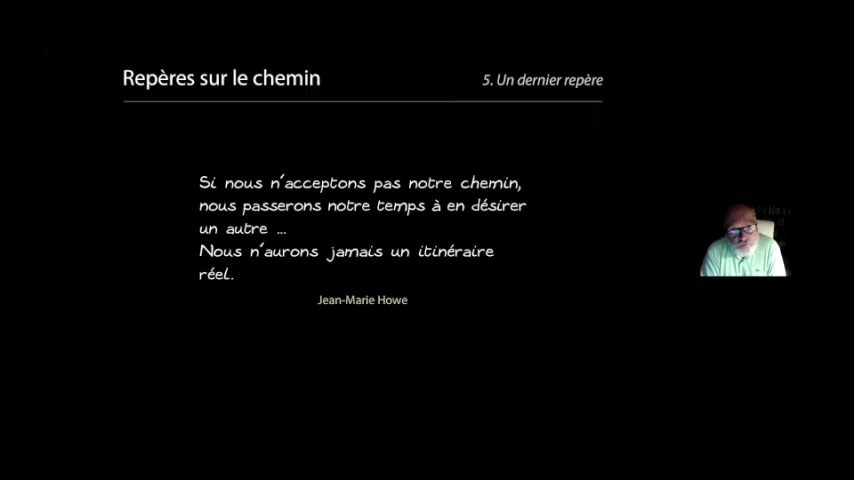 Repères sur le chemin
5. Un dernier repère
Si nous n'acceptons pas notre chemin,
nous passerons notre temps à en désirer
un autre ...
Nous n'aurons jamais un itinéraire
réel.
Jean-Marie Howe